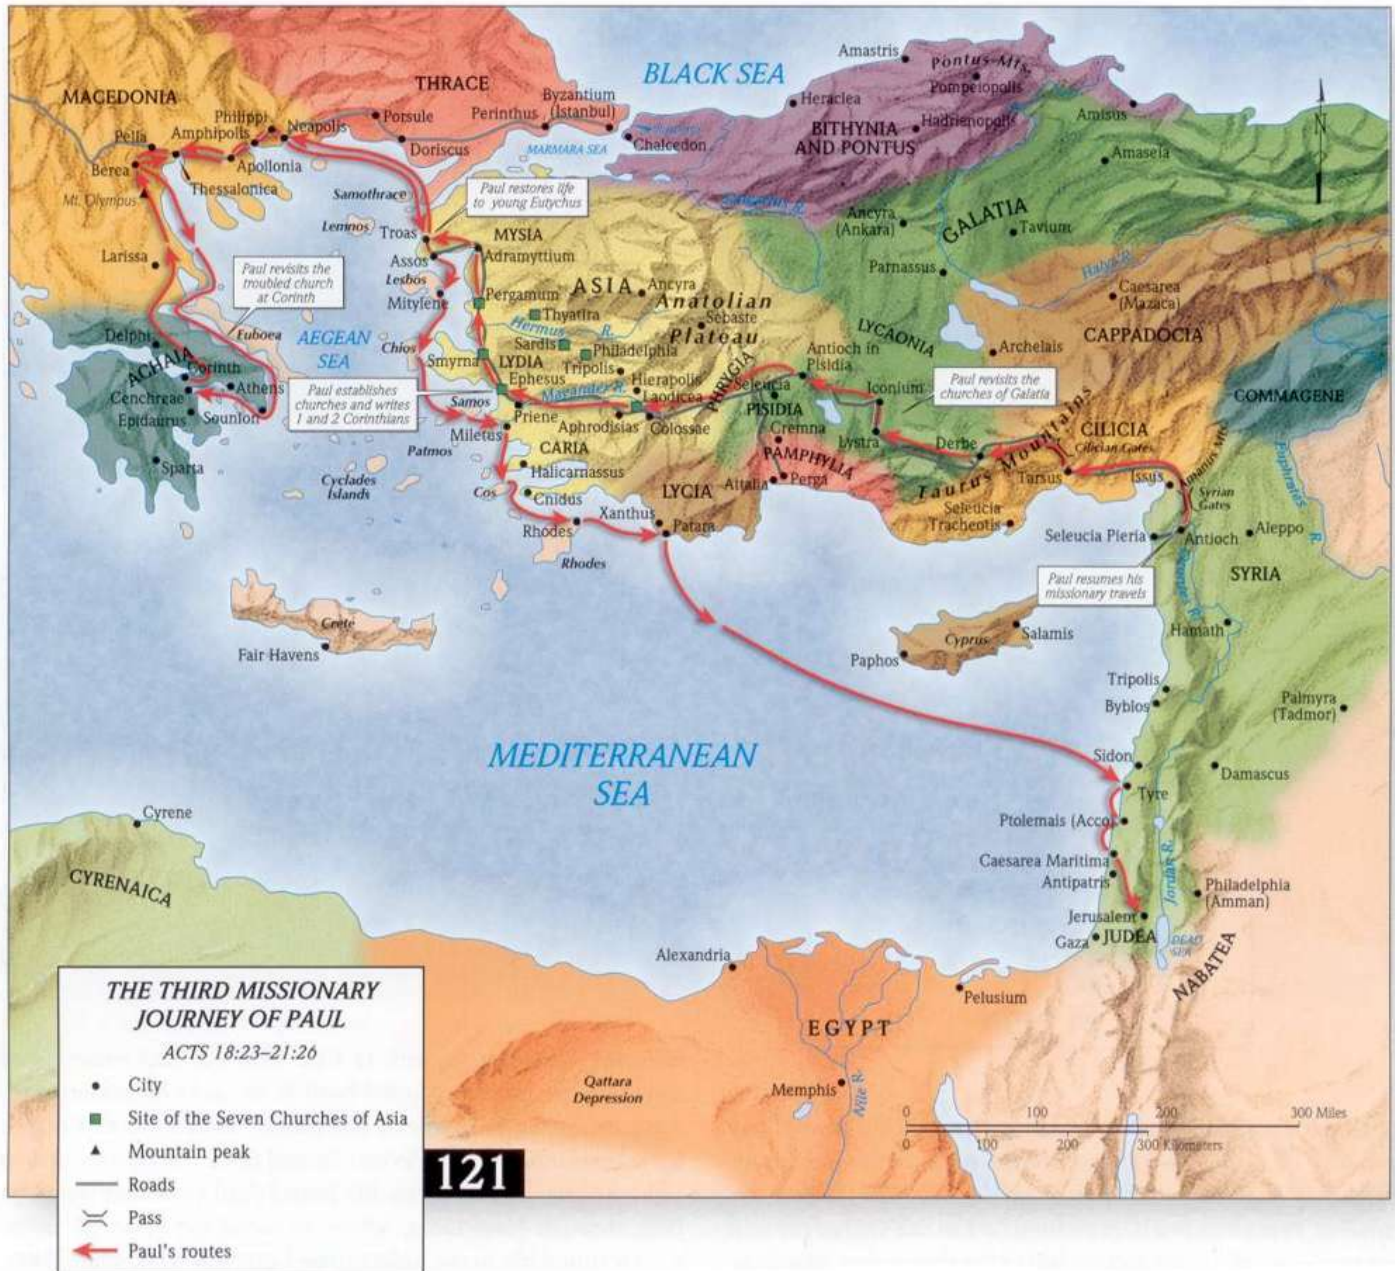 BLACK SEA
Amastris
Pontus Mts.
Pompeiopolis
THRACE
MACEDONIA
Byzantium
(Istanbul)
Heraclea
Hadrianopolis
Amisus
N
Philippi
Neapolis
Porsule
Perinthus
Pella
Amphipolis
BITHYNIA
AND PONTUS
Chalcedon
MARMARA SEA
Doriscus
Berea
Apollonia
Amaseia
Thessalonica
Mt. Olympus
Samothrace
Paul restores life
to young Eutychus
GALATIA
Ancyra
(Ankara)
Tavium
Lemnos
Troas
MYSIA
Larissa
Assos
Adramyttium
Parnassus
Halys R.
Paul revisits the
troubled church
at Corinth
Lesbos
Mitylene
ASIA
Ancyra
Anatolian
Plateau
Caesarea
(Mazaca)
Pergamum
Thyatira
Sebaste
Euboea
AEGEAN
SEA
Hermus
R.
LYCAONIA
CAPPADOCIA
Delphi
ACHAIA
Chios
Sardis
Philadelphia
Smyrna
LYDIA
Tripolis
Antioch in
Pisidia
Archelais
Corinth
Athens
Cenchreae
Epidaurus
Sounion
Sparta
Paul establishes
churches and writes
1 and 2 Corinthians
Ephesus
Maeander R.
Hierapolis
Laodicea
PHRYGIA
Seleucia
Iconium
Paul revisits the
churches of Galatia
COMMAGENE
Samos
Priene
Miletus
Aphrodisias
Colossae
PISIDIA
Cremna
Lystra
Derbe
Taurus Mountains
CILICIA
Cilician Gates
Patmos
CARIA
PAMPHYLIA
Tarsus
Issus
Amanus Mts.
Euphrates
R.
Cyclades
Islands
Halicarnassus
Cos
Cnidus
LYCIA
Attalia
Perga
Seleucia
Tracheotis
Syrian
Gates
Rhodes
Xanthus
Patara
Seleucia Pieria
Antioch
Aleppo
Rhodes
Orontes R.
SYRIA
Paul resumes his
missionary travels
Crete
Fair Havens
Cyprus
Salamis
Paphos
Hamath
Tripolis
Byblos
Palmyra
(Tadmor)
MEDITERRANEAN
SEA
Sidon
Damascus
Tyre
Cyrene
Ptolemais (Acco)
CYRENAICA
Caesarea Maritima
Antipatris
Jordan R.
Philadelphia
(Amman)
Jerusalem
Gaza
JUDEA
DEAD
SEA
NABATEA
Alexandria
Pelusium
EGYPT
Qattara
Depression
Memphis
Nile R.
0 100 200 300 Miles
0 100 200 300 Kilometers
THE THIRD MISSIONARY
JOURNEY OF PAUL
ACTS 18:23–21:26
City
Site of the Seven Churches of Asia
Mountain peak
Roads
Pass
Paul's routes
121